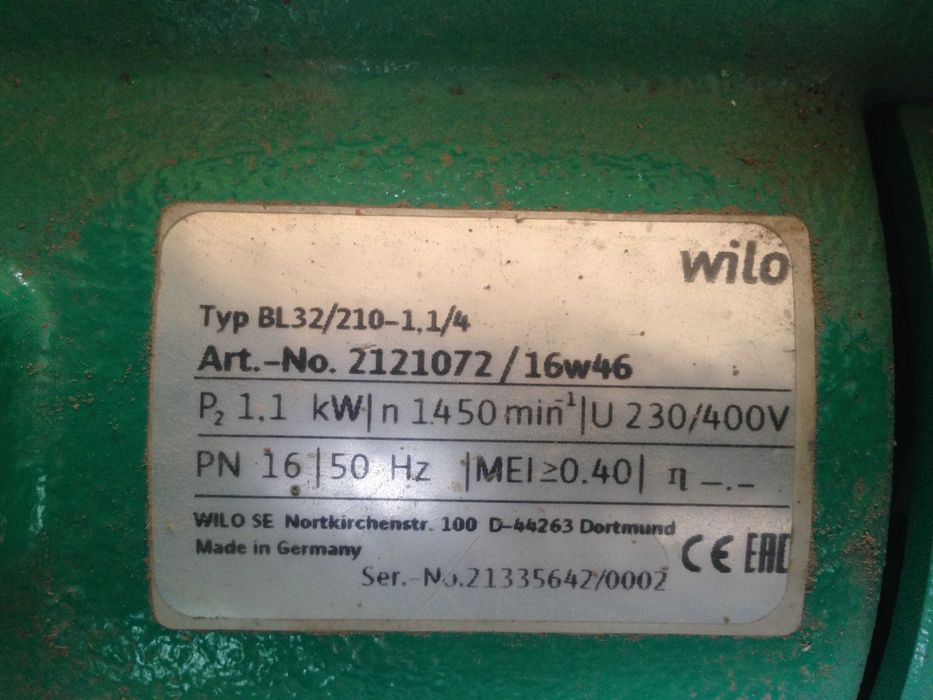 wilo
Typ BL32/210-1,1/4
Art.-No. 2121072/16w46
P₂ 1.1 kW|n 1450 min⁻¹|U 230/400V
PN 16|50 Hz |MEI≥0.40| η _._
WILO SE Nortkirchenstr. 100 D-44263 Dortmund
Made in Germany
CE EAC
Ser.-No.21335642/0002